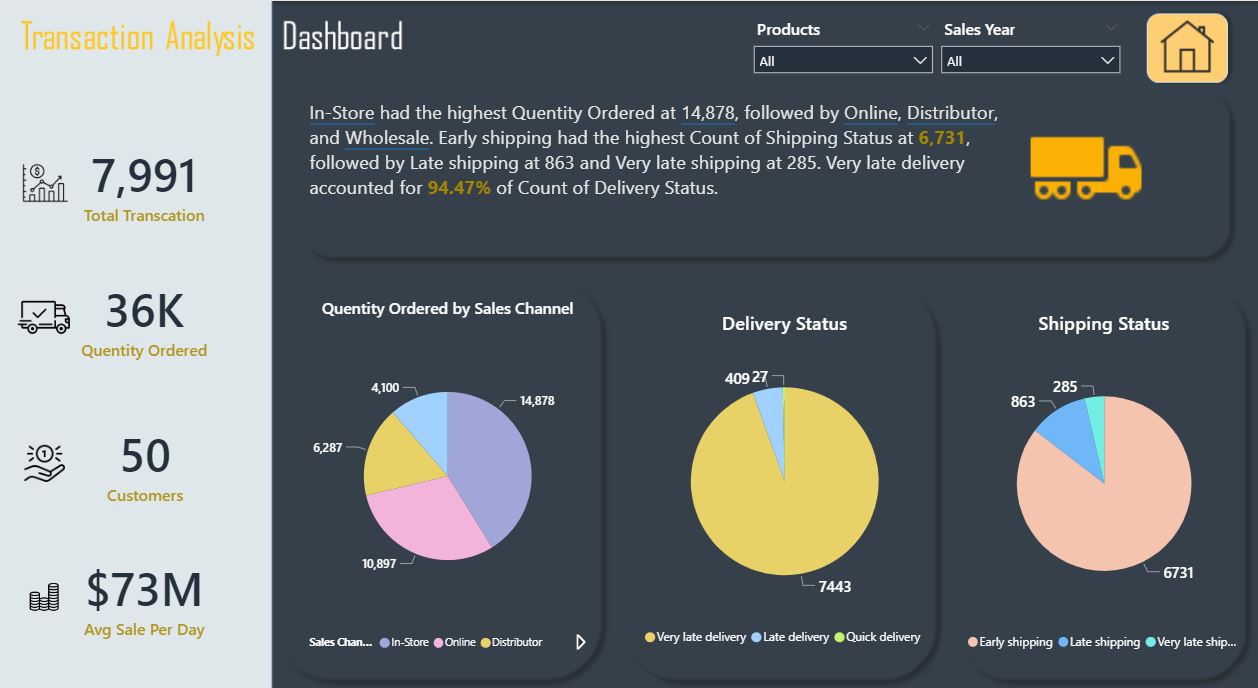 Transaction Analysis Dashboard
Products
Sales Year
All
All
In-Store had the highest Quentity Ordered at 14,878, followed by Online, Distributor,
and Wholesale. Early shipping had the highest Count of Shipping Status at 6,731,
followed by Late shipping at 863 and Very late shipping at 285. Very late delivery
accounted for 94.47% of Count of Delivery Status.
7,991
Total Transcation
36K
Quentity Ordered
50
Customers
$73M
Avg Sale Per Day
Quentity Ordered by Sales Channel
4,100
14,878
6,287
10,897
Sales Chan... In-Store Online Distributor
Delivery Status
409 27
7443
Very late delivery Late delivery Quick delivery
Shipping Status
285
863
6731
Early shipping Late shipping Very late ship...